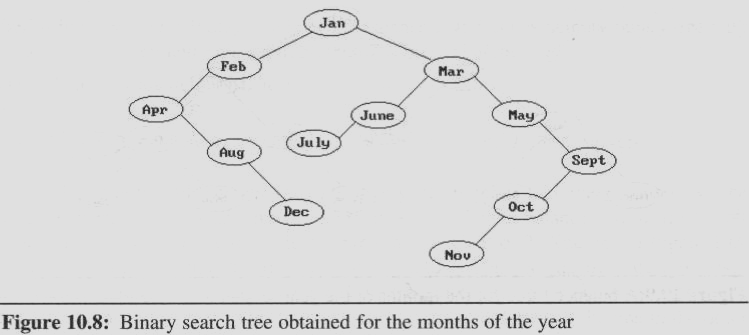 Jan
Feb
Mar
Apr
June
May
July
Aug
Sept
Dec
Oct
Nov
Figure 10.8: Binary search tree obtained for the months of the year